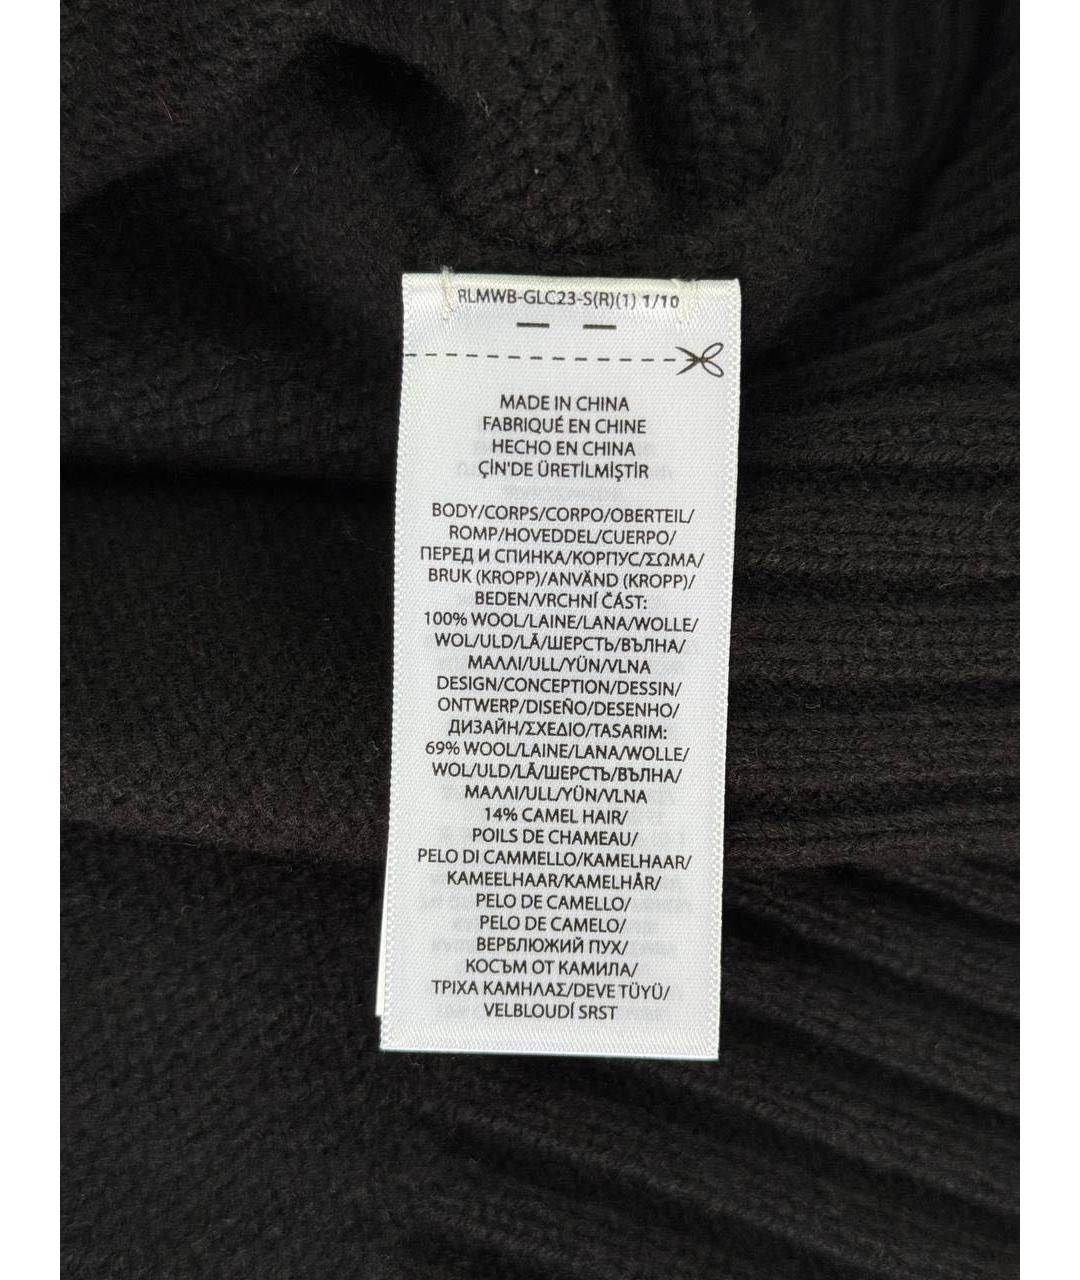 RLMWB-GLC23-S(R)(1) 1/10
MADE IN CHINA
FABRIQUÉ EN CHINE
HECHO EN CHINA
ÇİN'DE ÜRETİLMİŞTİR
BODY/CORPS/CORPO/OBERTEIL/
ROMP/HOVEDDEL/CUERPO/
ПЕРЕД И СПИНКА/КОРПУС/ΣΩΜΑ/
BRUK (KROPP)/ANVÄND (KROPP)/
BEDEN/VRCHNÍ ČÁST:
100% WOOL/LAINE/LANA/WOLLE/
WOL/ULD/LÃ/ШЕРСТЬ/ВЪЛНА/
ΜΑΛΛΙ/ULL/YÜN/VLNA
DESIGN/CONCEPTION/DESSIN/
ONTWERP/DISEÑO/DESENHO/
ДИЗАЙН/ΣΧΕΔΙΟ/TASARIM:
69% WOOL/LAINE/LANA/WOLLE/
WOL/ULD/LÃ/ШЕРСТЬ/ВЪЛНА/
ΜΑΛΛΙ/ULL/YÜN/VLNA
14% CAMEL HAIR/
POILS DE CHAMEAU/
PELO DI CAMMELLO/KAMELHAAR/
KAMEELHAAR/KAMELHÅR/
PELO DE CAMELLO/
PELO DE CAMELO/
ВЕРБЛЮЖИЙ ПУХ/
КОСЪМ ОТ КАМИЛА/
ΤΡΙΧΑ ΚΑΜΗΛΑΣ/DEVE TÜYÜ/
VELBLOUDÍ SRST